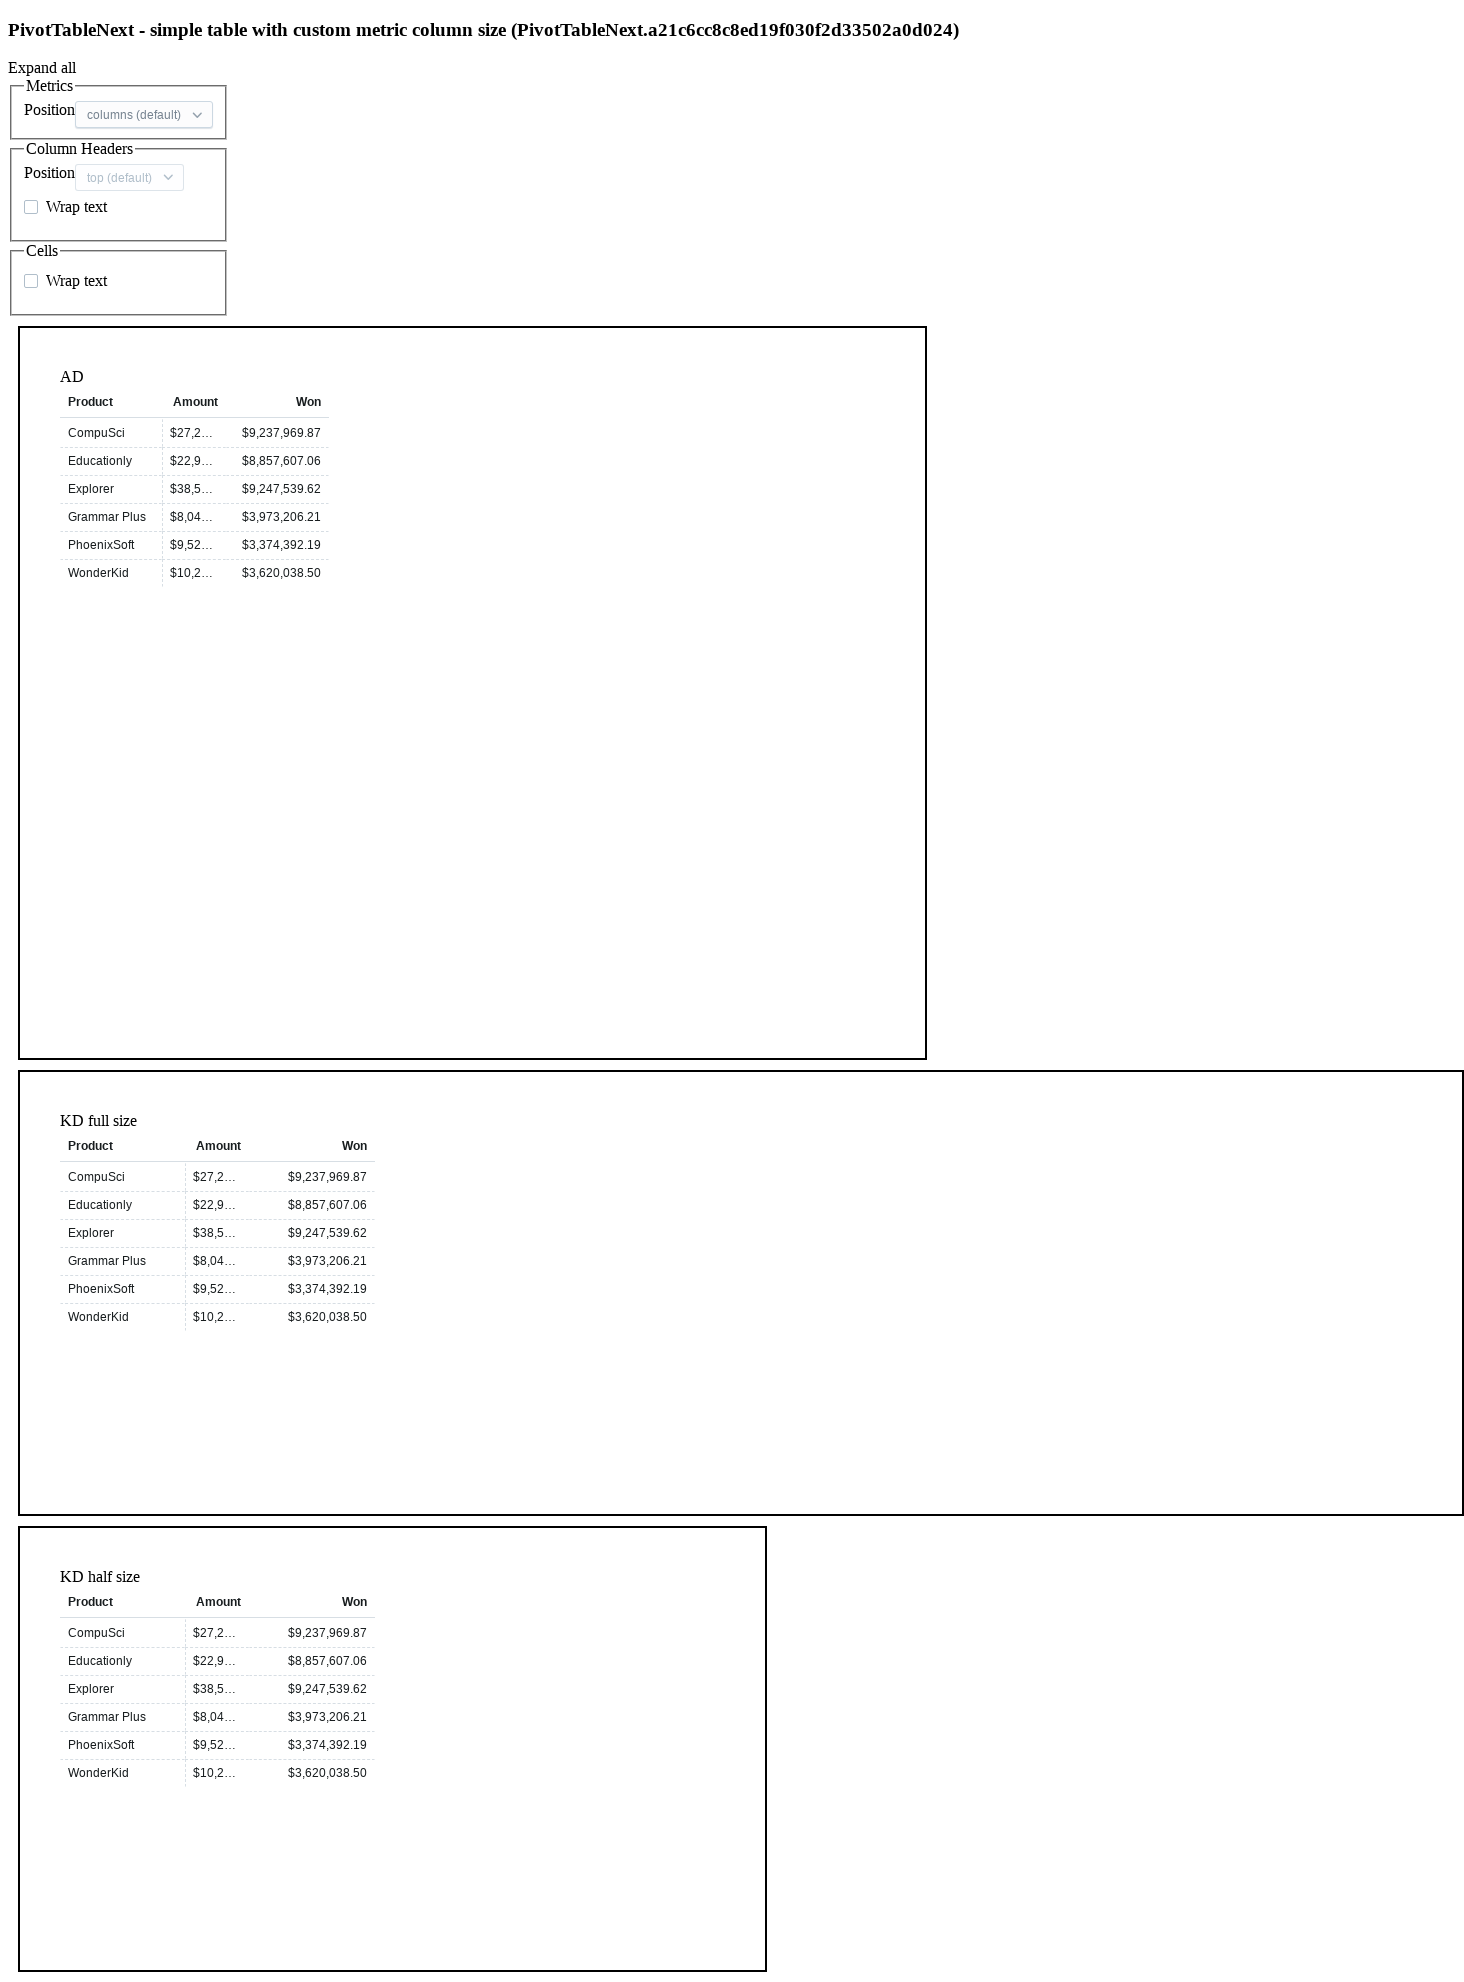 PivotTableNext - simple table with custom metric column size (PivotTableNext.a21c6cc8c8ed19f030f2d33502a0d024)
Expand all
Metrics
Position columns (default)
Column Headers
Position top (default)
Wrap text
Cells
Wrap text
AD
Product Amount Won
CompuSci $27,2… $9,237,969.87
Educationly $22,9… $8,857,607.06
Explorer $38,5… $9,247,539.62
Grammar Plus $8,04… $3,973,206.21
PhoenixSoft $9,52… $3,374,392.19
WonderKid $10,2… $3,620,038.50
KD full size
Product Amount Won
CompuSci $27,2… $9,237,969.87
Educationly $22,9… $8,857,607.06
Explorer $38,5… $9,247,539.62
Grammar Plus $8,04… $3,973,206.21
PhoenixSoft $9,52… $3,374,392.19
WonderKid $10,2… $3,620,038.50
KD half size
Product Amount Won
CompuSci $27,2… $9,237,969.87
Educationly $22,9… $8,857,607.06
Explorer $38,5… $9,247,539.62
Grammar Plus $8,04… $3,973,206.21
PhoenixSoft $9,52… $3,374,392.19
WonderKid $10,2… $3,620,038.50